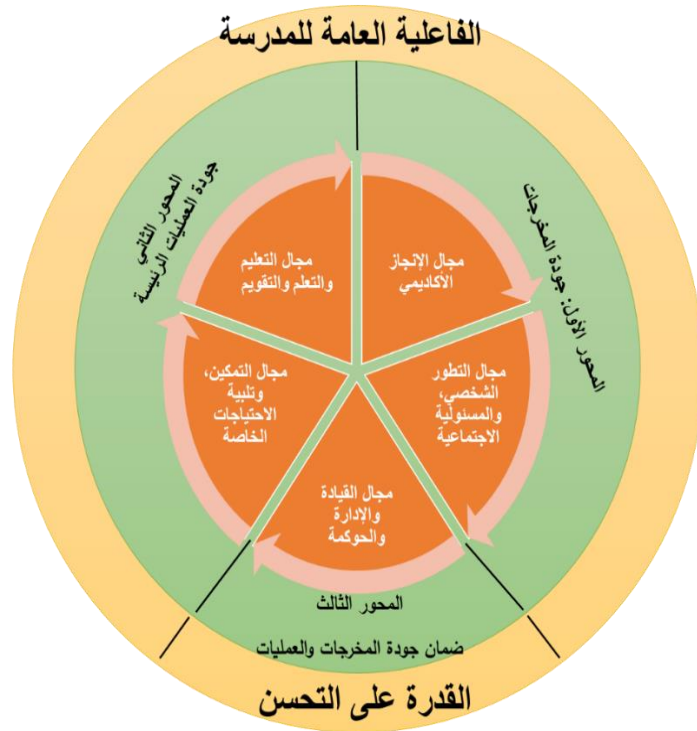 الفاعلية العامة للمدرسة
المحور الأول: جودة المخرجات
المحور الثاني
جودة العمليات الرئيسة
مجال الإنجاز
الأكاديمي
مجال التعليم
والتعلم والتقويم
مجال التطور
الشخصي،
والمسئولية
الاجتماعية
مجال التمكين،
وتلبية
الاحتياجات
الخاصة
مجال القيادة
والإدارة
والحوكمة
المحور الثالث
ضمان جودة المخرجات والعمليات
القدرة على التحسن